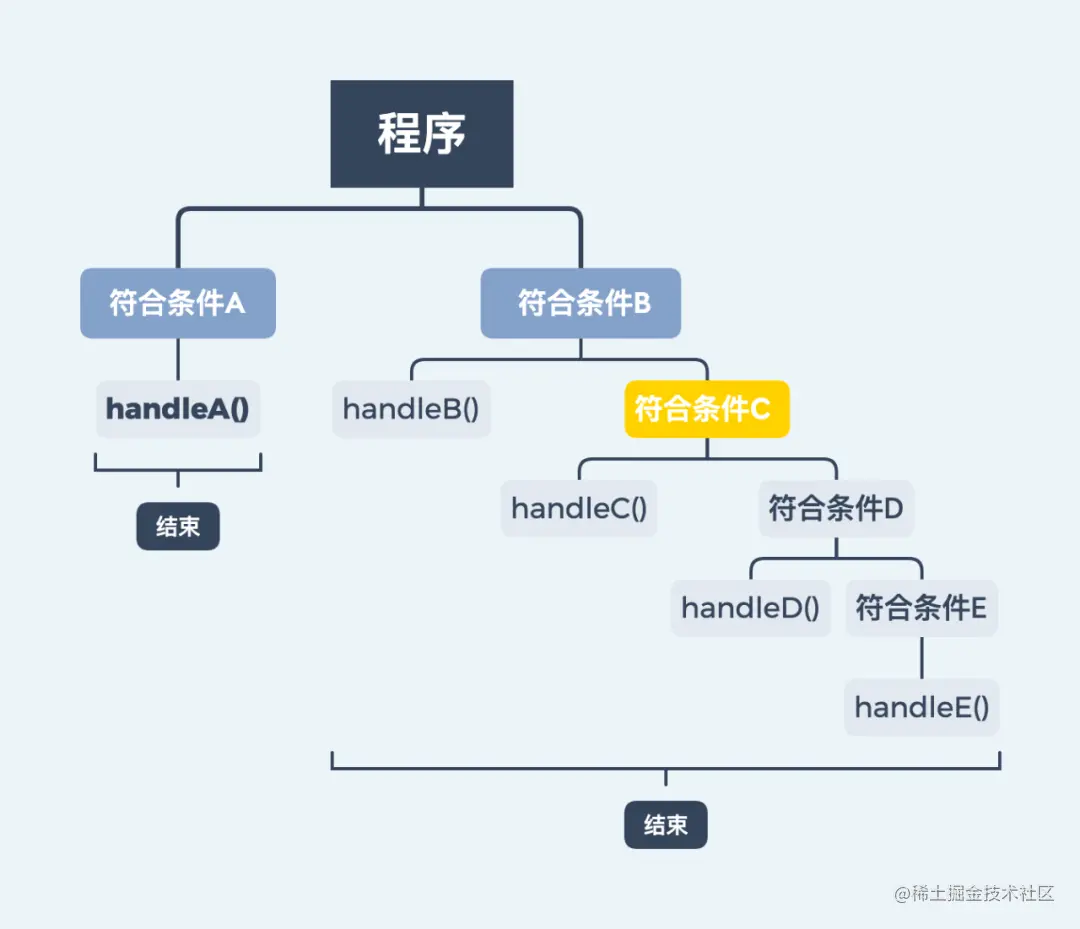 程序
符合条件A
符合条件B
handleA()
handleB()
符合条件C
结束
handleC()
符合条件D
handleD()
符合条件E
handleE()
结束
@稀土掘金技术社区